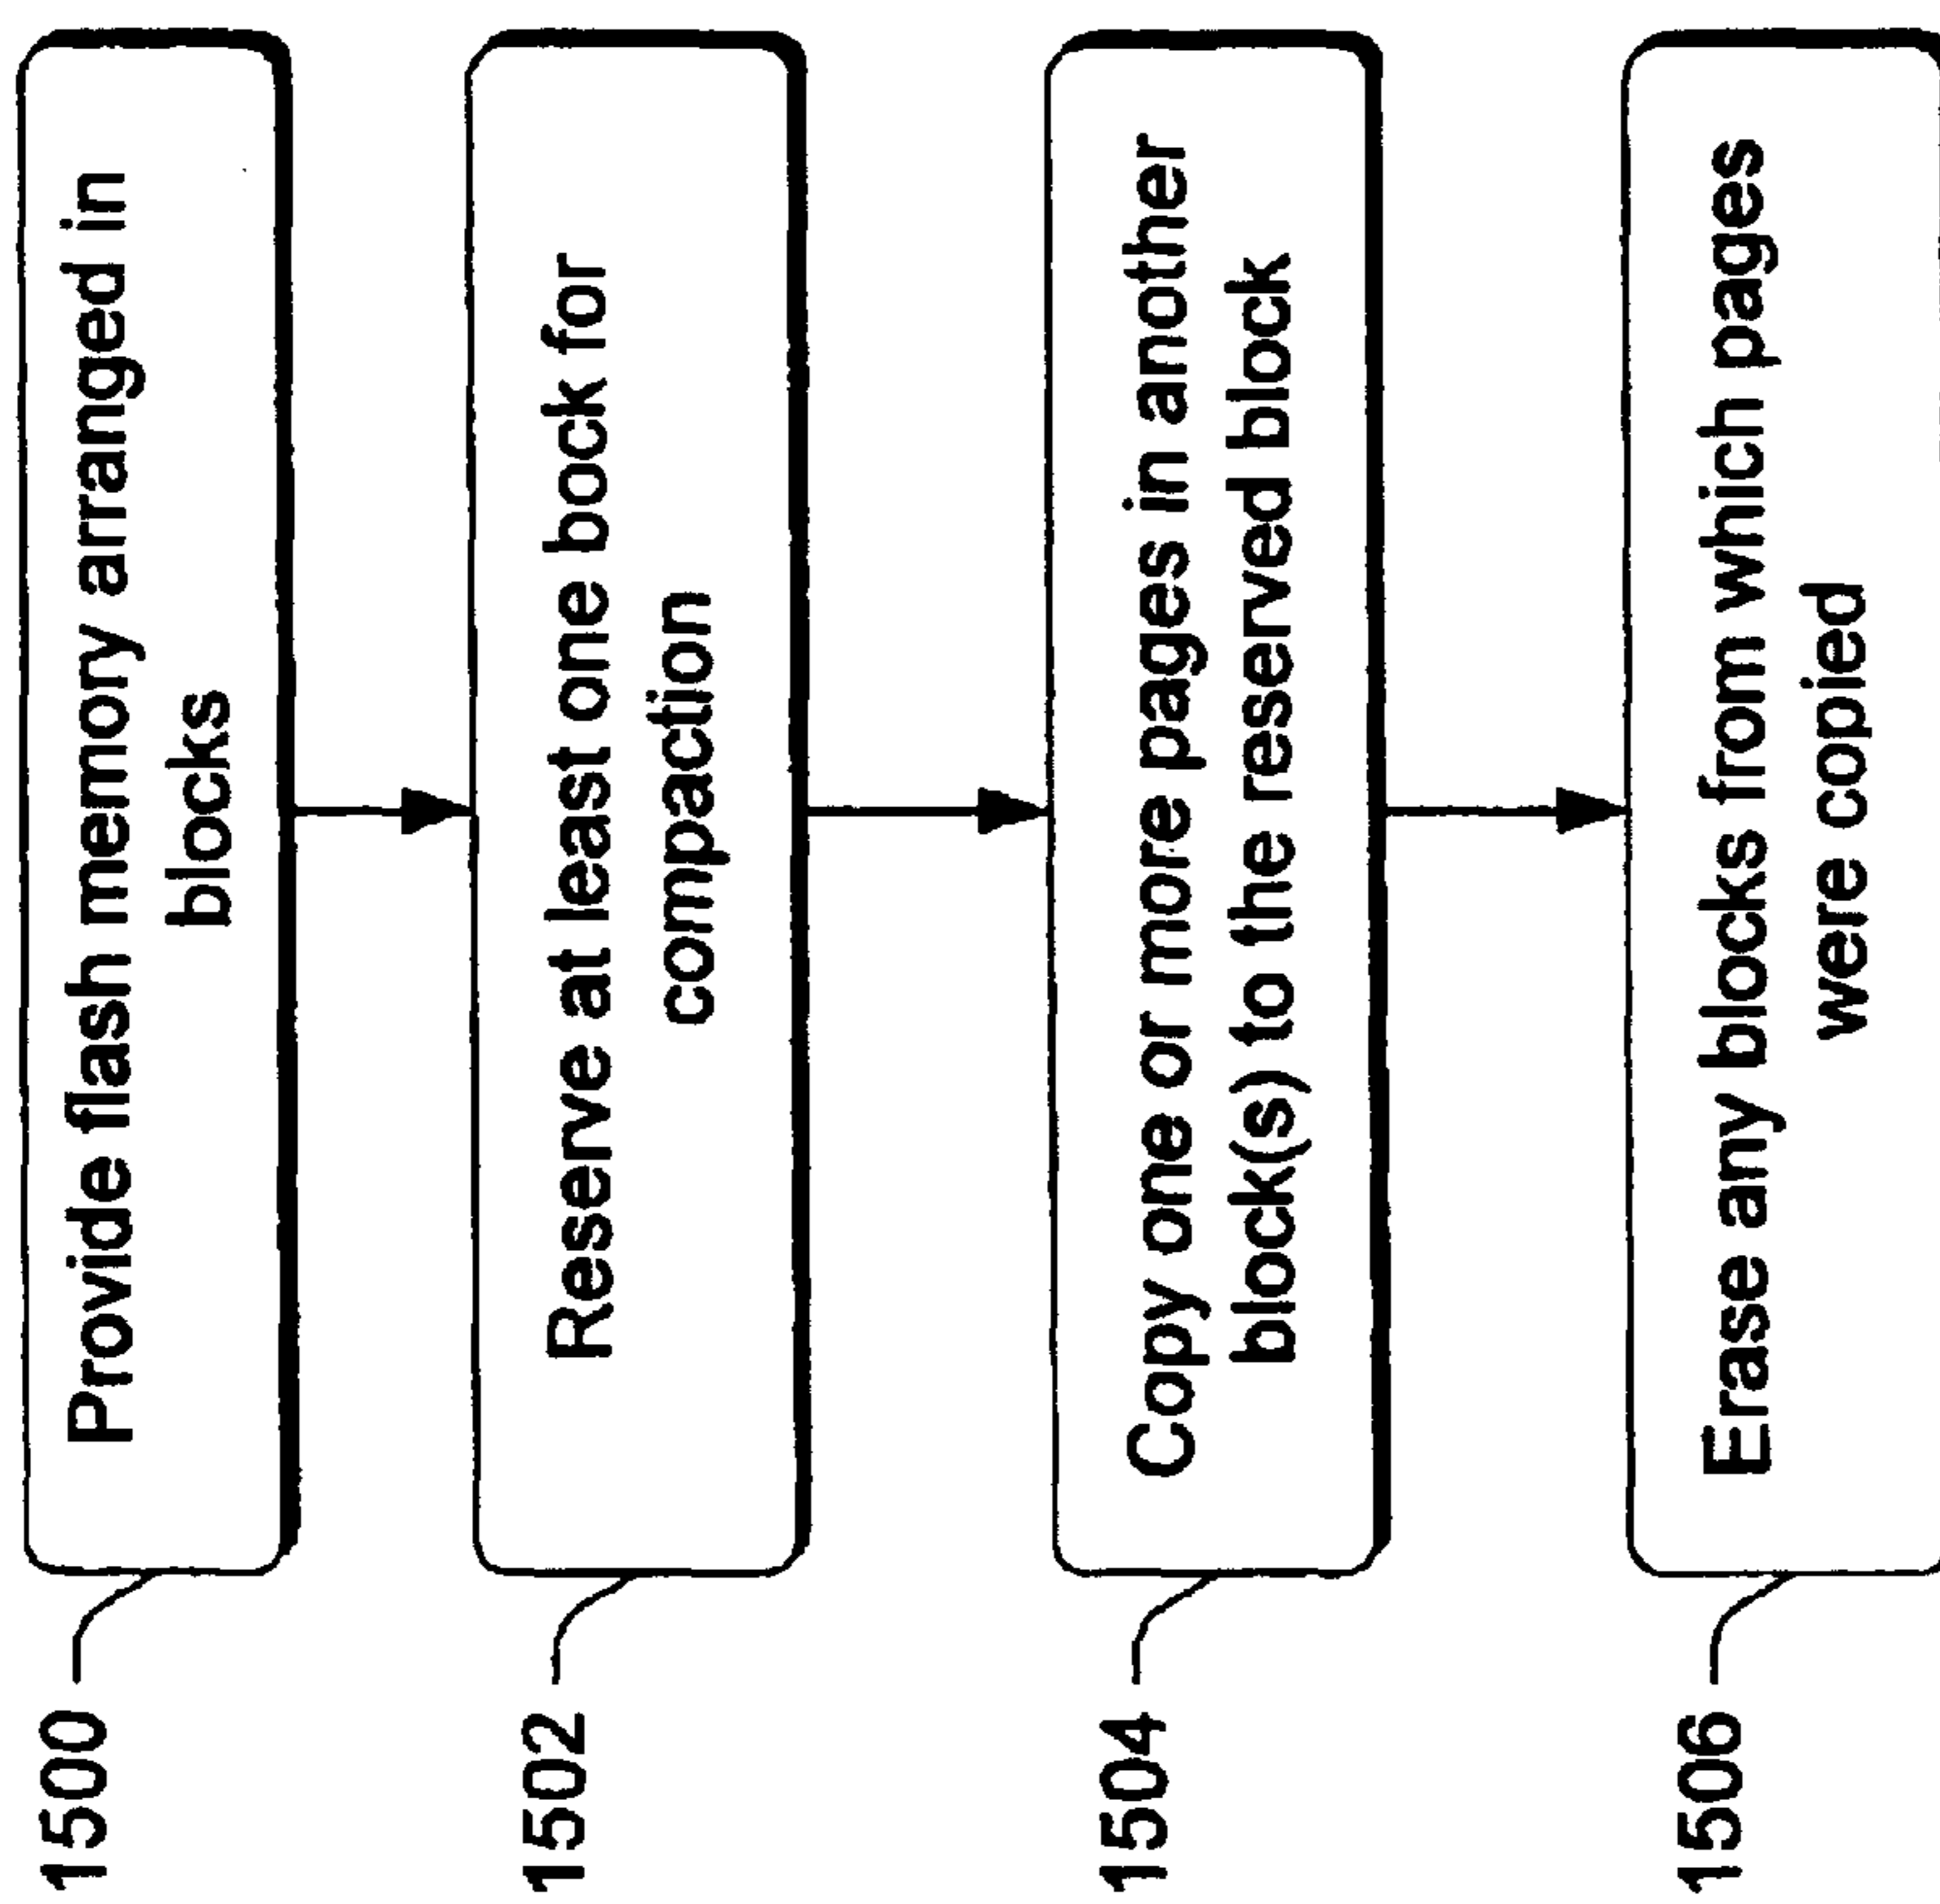 1500
Provide flash memory arranged in
blocks
1502
Reserve at least one bock for
compaction
1504
Copy one or more pages in another
block(s) to the reserved block
1506
Erase any blocks from which pages
were copied